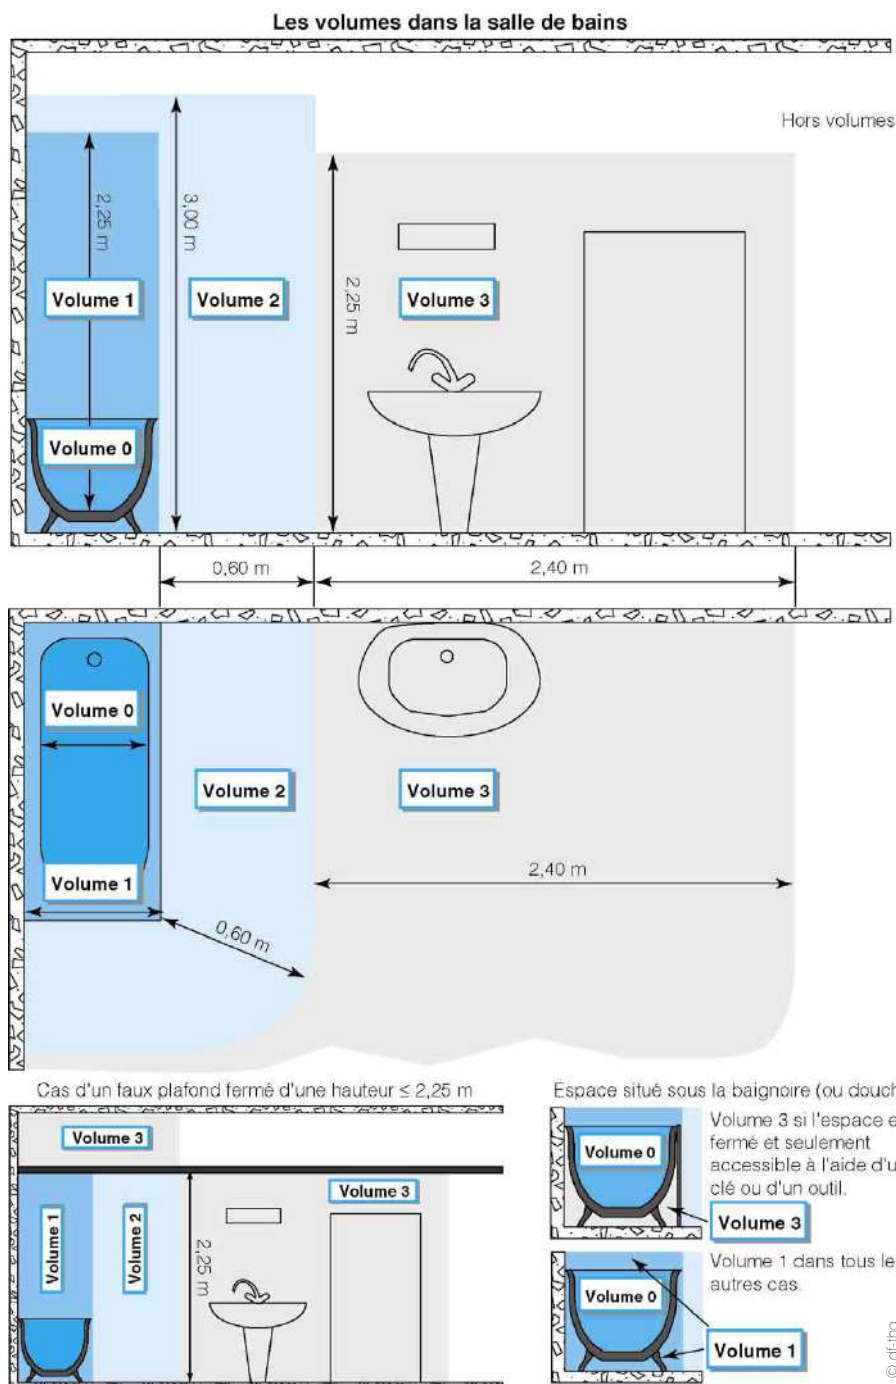 Les volumes dans la salle de bains
Hors volumes
2,25 m
3,00 m
2,25 m
Volume 1
Volume 2
Volume 3
Volume 0
0,60 m
2,40 m
Volume 0
Volume 2
Volume 3
Volume 1
2,40 m
0,60 m
Cas d'un faux plafond fermé d'une hauteur ≤ 2,25 m
Volume 3
Volume 3
Volume 1
Volume 2
2,25 m
Espace situé sous la baignoire (ou douch
Volume 0
Volume 3 si l'espace e
fermé et seulement
accessible à l'aide d'u
clé ou d'un outil.
Volume 3
Volume 0
Volume 1 dans tous le
autres cas.
Volume 1